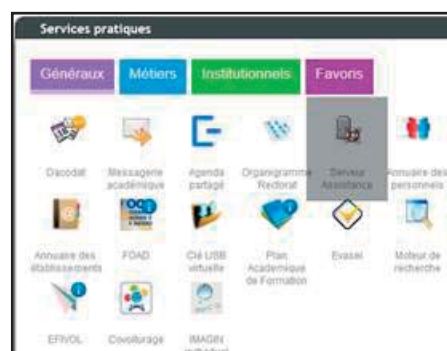 Services pratiques
Généraux Métiers Institutionnels Favoris
Dacodat Messagerie académique Agenda partagé Organigramme Rectorat Serveur Assistance Annuaire des personnels
Annuaire des établissements FOAD Clé USB virtuelle Plan Académique de Formation Evasel Moteur de recherche
EFIVOL Covoiturage IMAGIN